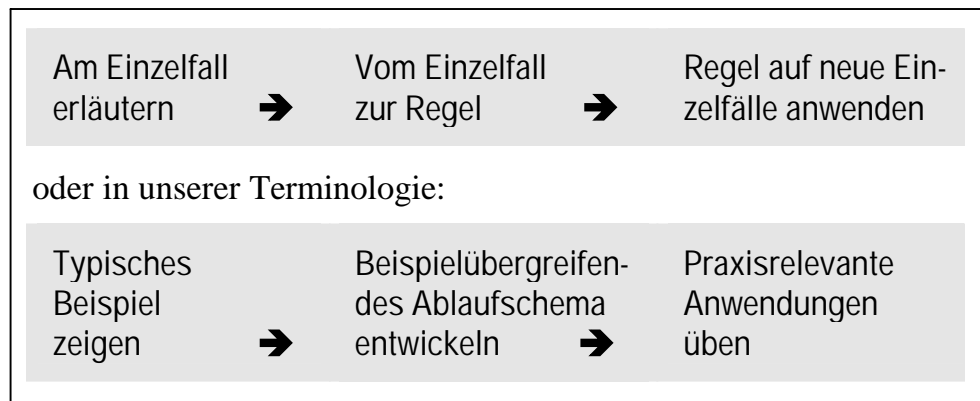 Am Einzelfall
erläutern ➔
Vom Einzelfall
zur Regel ➔
Regel auf neue Ein-
zelfälle anwenden
oder in unserer Terminologie:
Typisches
Beispiel
zeigen ➔
Beispielübergreifen-
des Ablaufschema
entwickeln ➔
Praxisrelevante
Anwendungen
üben